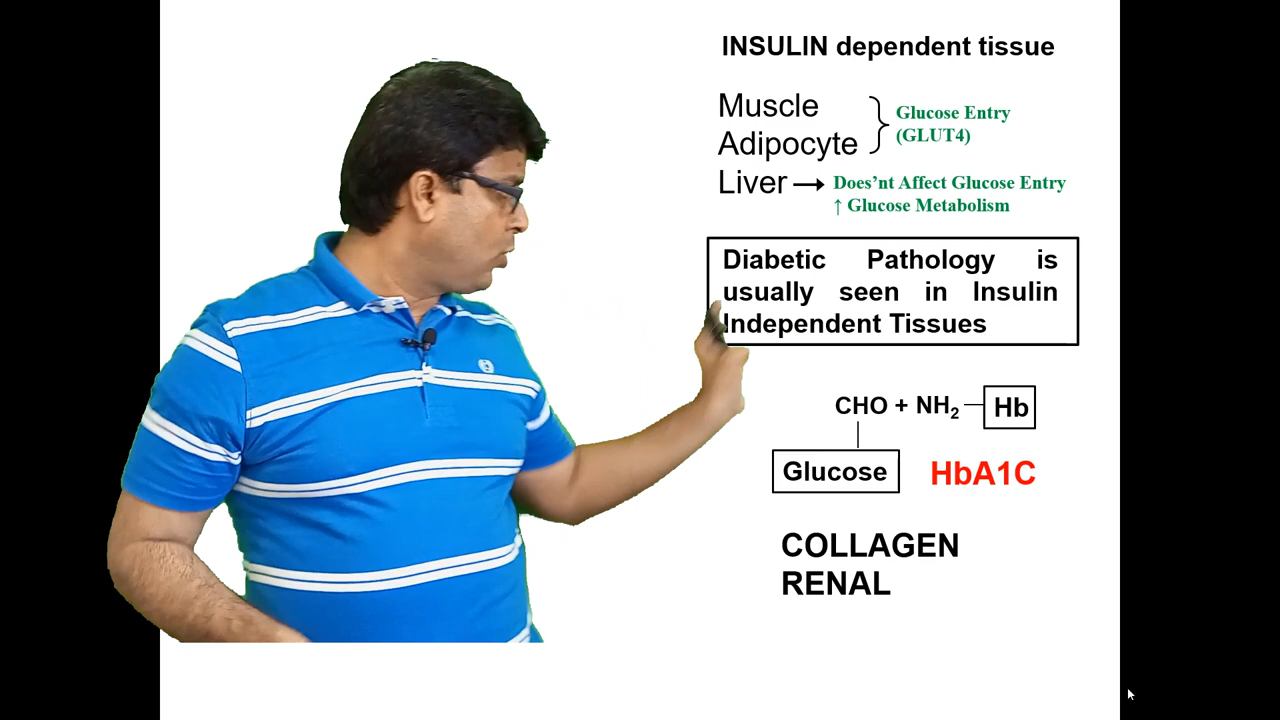 INSULIN dependent tissue
Muscle
Adipocyte
Glucose Entry
(GLUT4)
Liver → Does'nt Affect Glucose Entry
↑ Glucose Metabolism
Diabetic Pathology is
usually seen in Insulin
Independent Tissues
CHO + NH₂ — Hb
Glucose
HbA1C
COLLAGEN
RENAL